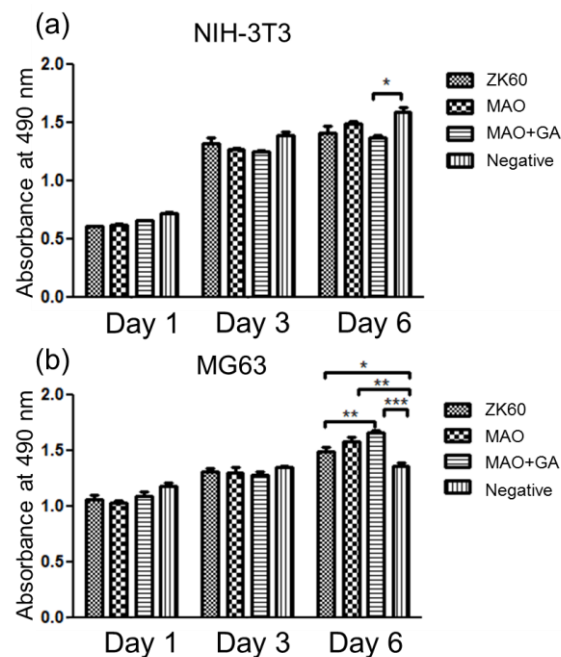 (a)
NIH-3T3
Absorbance at 490 nm
2.0
1.5
1.0
0.5
0.0
*
ZK60
MAO
MAO+GA
Negative
Day 1 Day 3 Day 6
(b)
MG63
Absorbance at 490 nm
2.0
1.5
1.0
0.5
0.0
*
**
** ***
ZK60
MAO
MAO+GA
Negative
Day 1 Day 3 Day 6